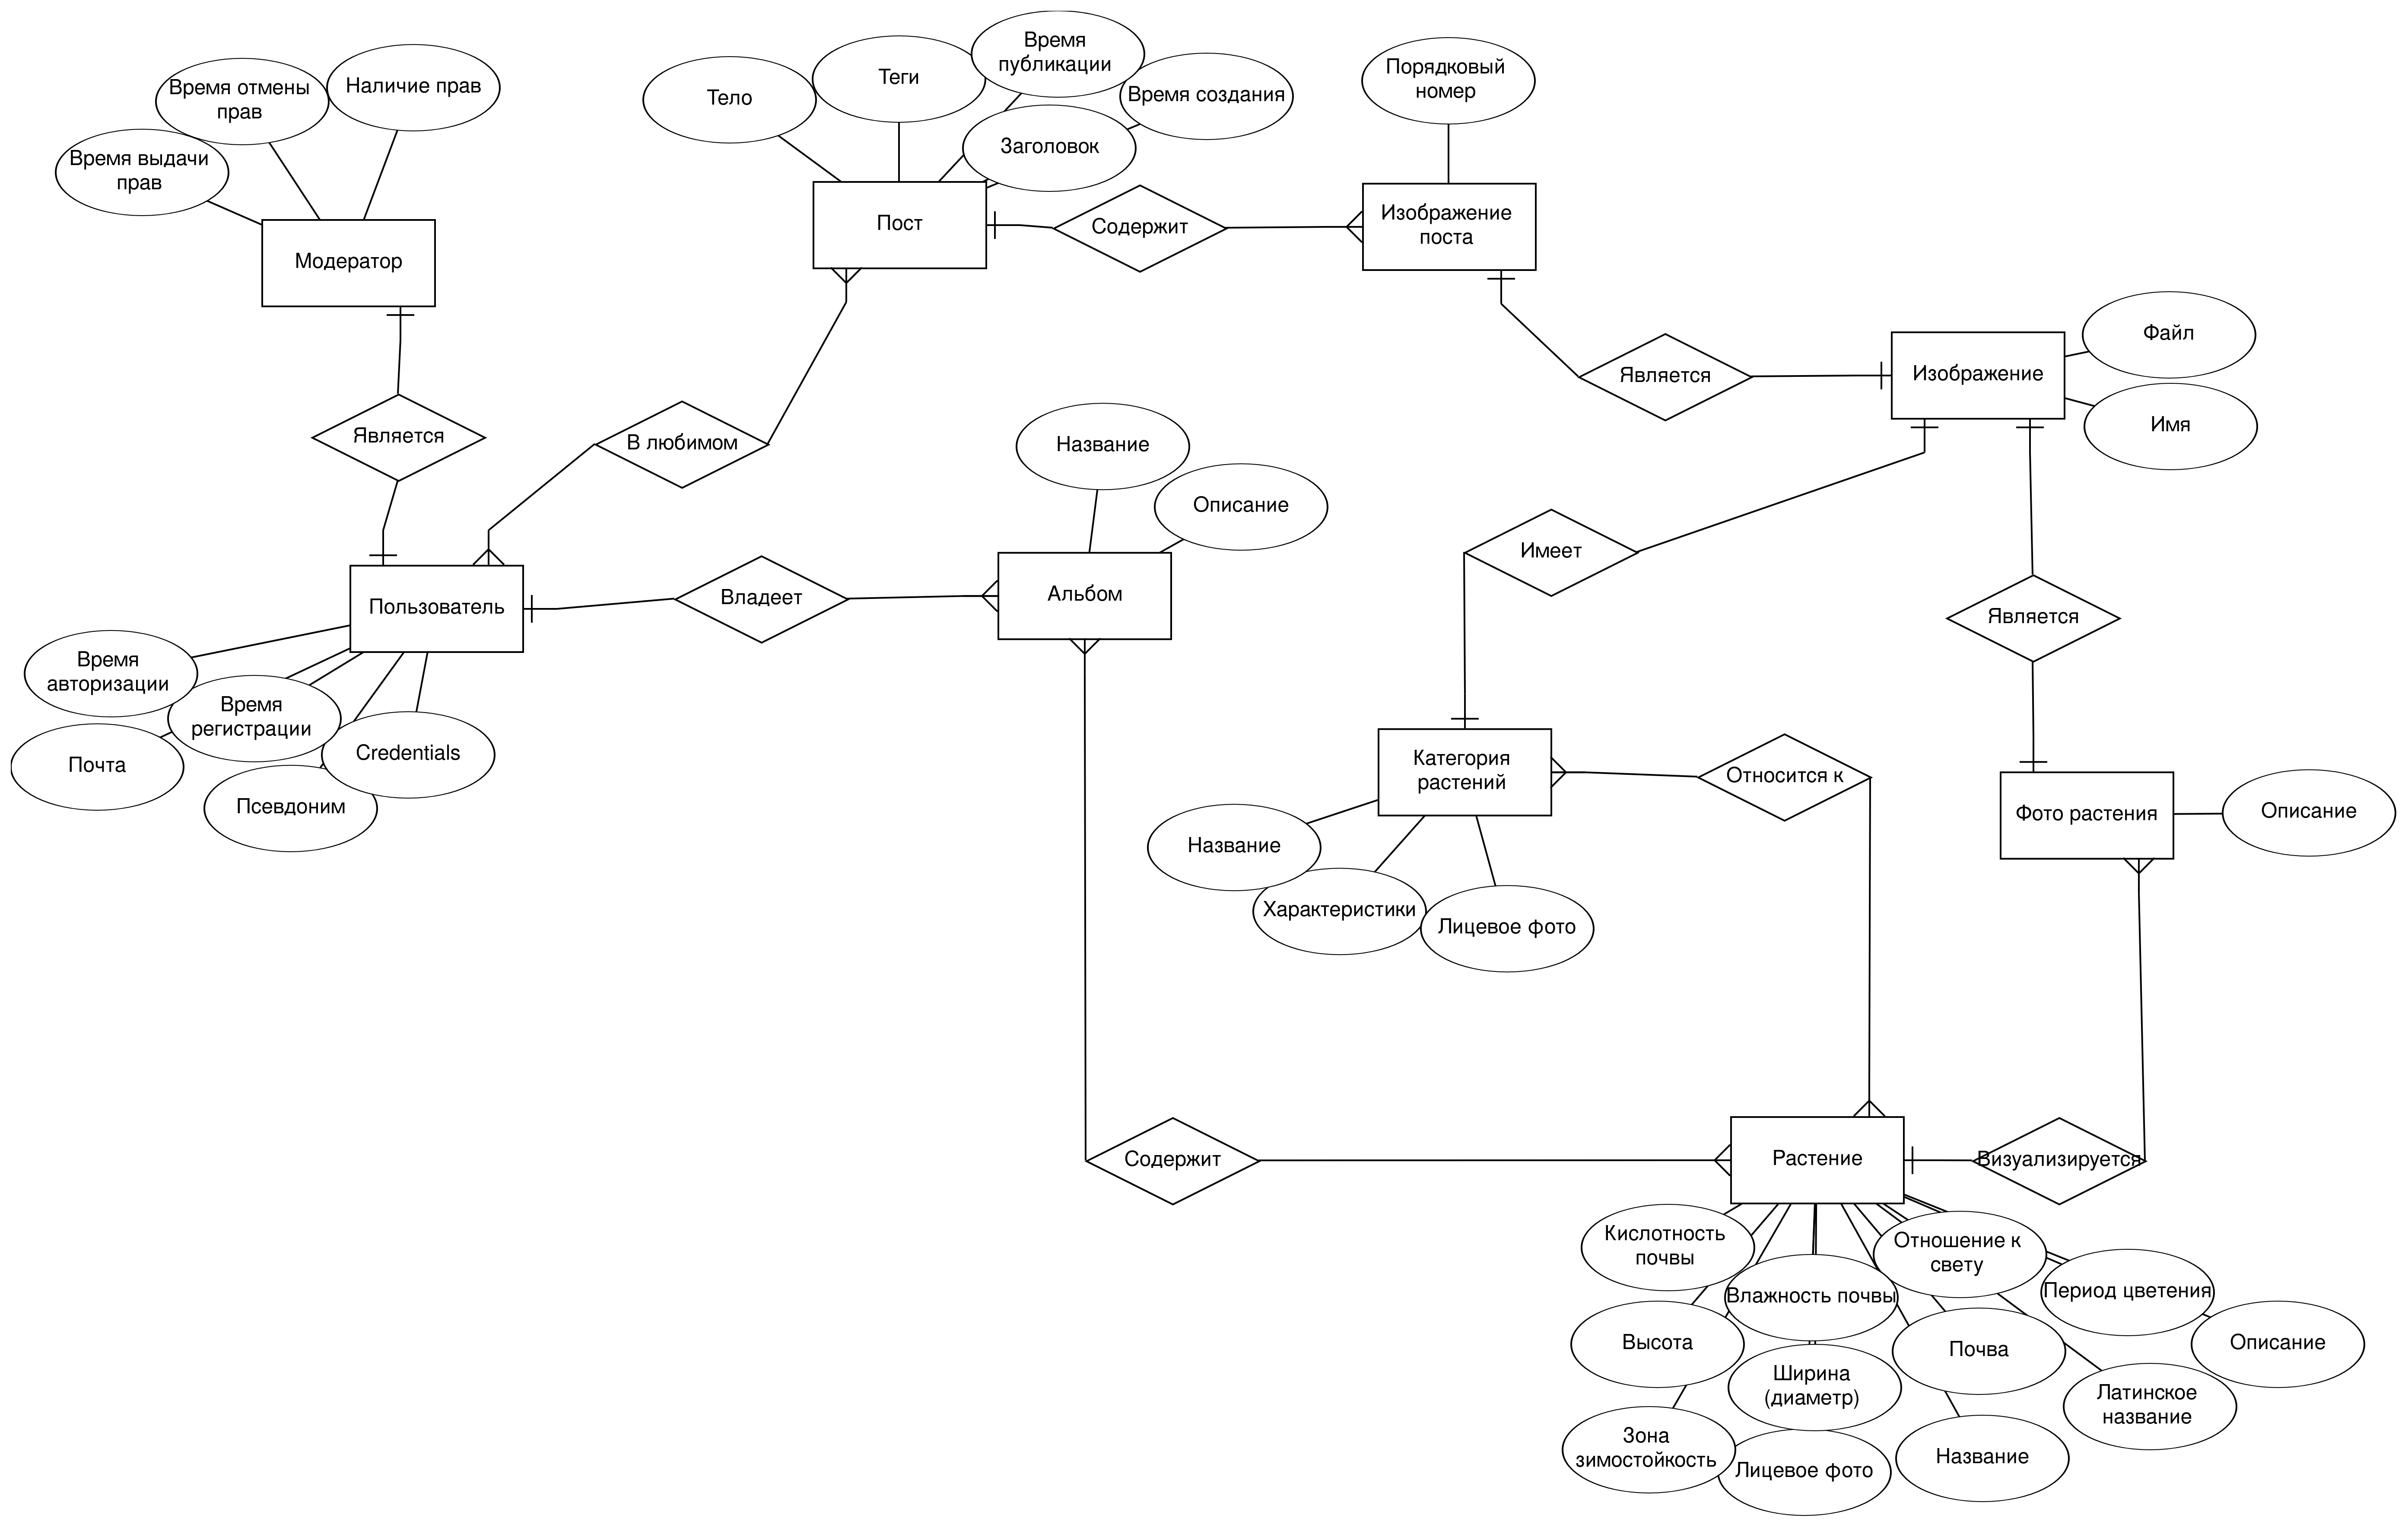 Время
публикации
Порядковый
номер
Теги
Наличие прав
Время отмены
прав
Тело
Время создания
Заголовок
Время выдачи
прав
Изображение
поста
Пост
Содержит
Модератор
Файл
Изображение
Является
Имя
Является
В любимом
Название
Описание
Имеет
Альбом
Владеет
Пользователь
Является
Время
авторизации
Время
регистрации
Credentials
Почта
Псевдоним
Категория
растений
Относится к
Фото растения
Описание
Название
Характеристики
Лицевое фото
Содержит
Растение
Визуализируется
Кислотность
почвы
Отношение к
свету
Влажность почвы
Период цветения
Высота
Почва
Описание
Ширина
(диаметр)
Латинское
название
Зона
зимостойкость
Лицевое фото
Название